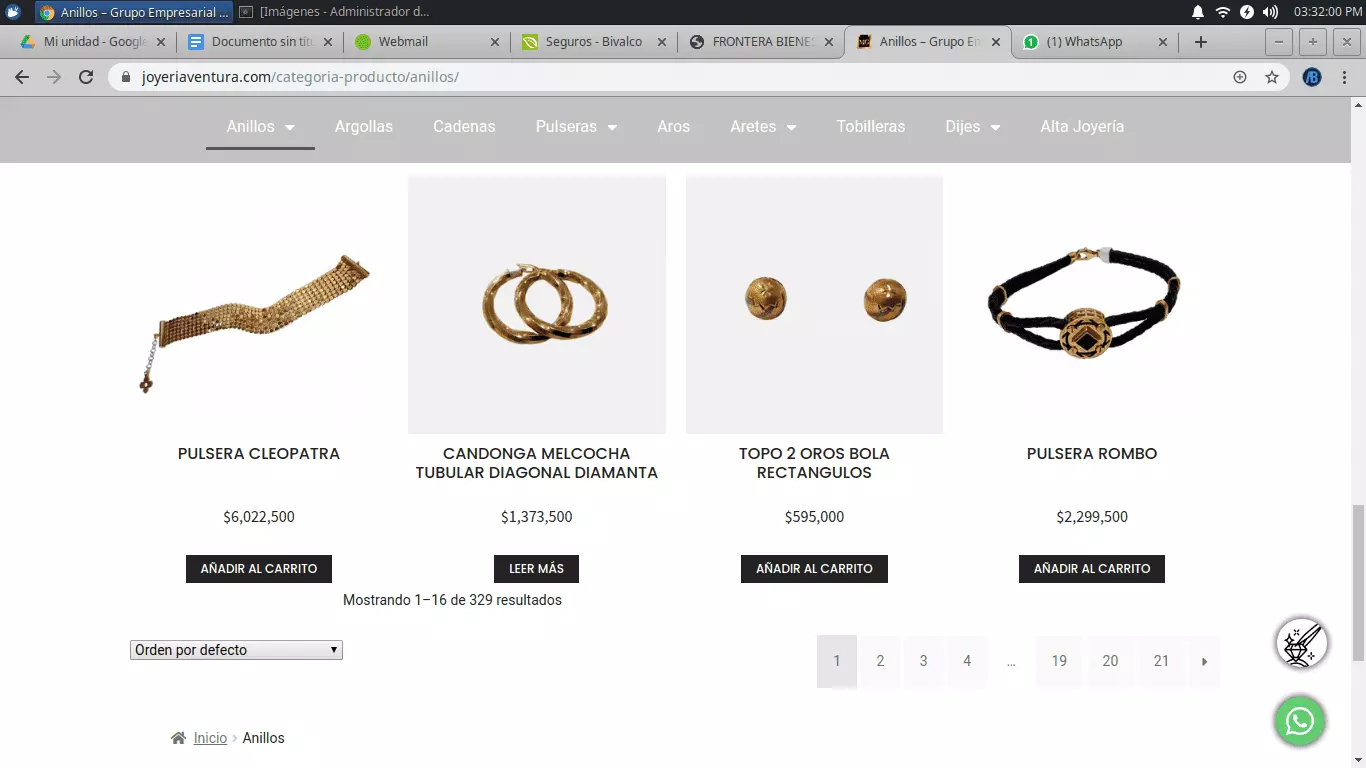 Anillos – Grupo Empresarial ...
[Imágenes - Administrador d...
03:32:00 PM
Mi unidad - Google
Documento sin títu
Webmail
Seguros - Bivalco
FRONTERA BIENES
Anillos – Grupo Em
(1) WhatsApp
joyeriaventura.com/categoria-producto/anillos/
Anillos
Argollas
Cadenas
Pulseras
Aros
Aretes
Tobilleras
Dijes
Alta Joyería
PULSERA CLEOPATRA
CANDONGA MELCOCHA
TUBULAR DIAGONAL DIAMANTA
TOPO 2 OROS BOLA
RECTANGULOS
PULSERA ROMBO
$6,022,500
$1,373,500
$595,000
$2,299,500
AÑADIR AL CARRITO
LEER MÁS
AÑADIR AL CARRITO
AÑADIR AL CARRITO
Mostrando 1–16 de 329 resultados
Orden por defecto
1 2 3 4 ... 19 20 21
Inicio > Anillos